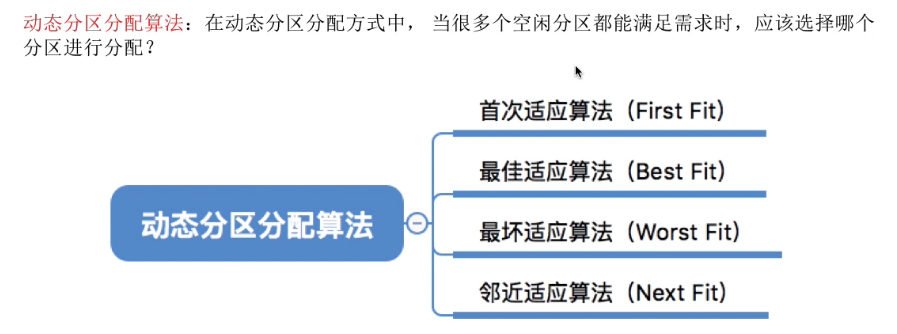 动态分区分配算法：在动态分区分配方式中， 当很多个空闲分区都能满足需求时，应该选择哪个
分区进行分配？
首次适应算法（First Fit）
最佳适应算法（Best Fit）
动态分区分配算法
最坏适应算法（Worst Fit）
邻近适应算法（Next Fit）